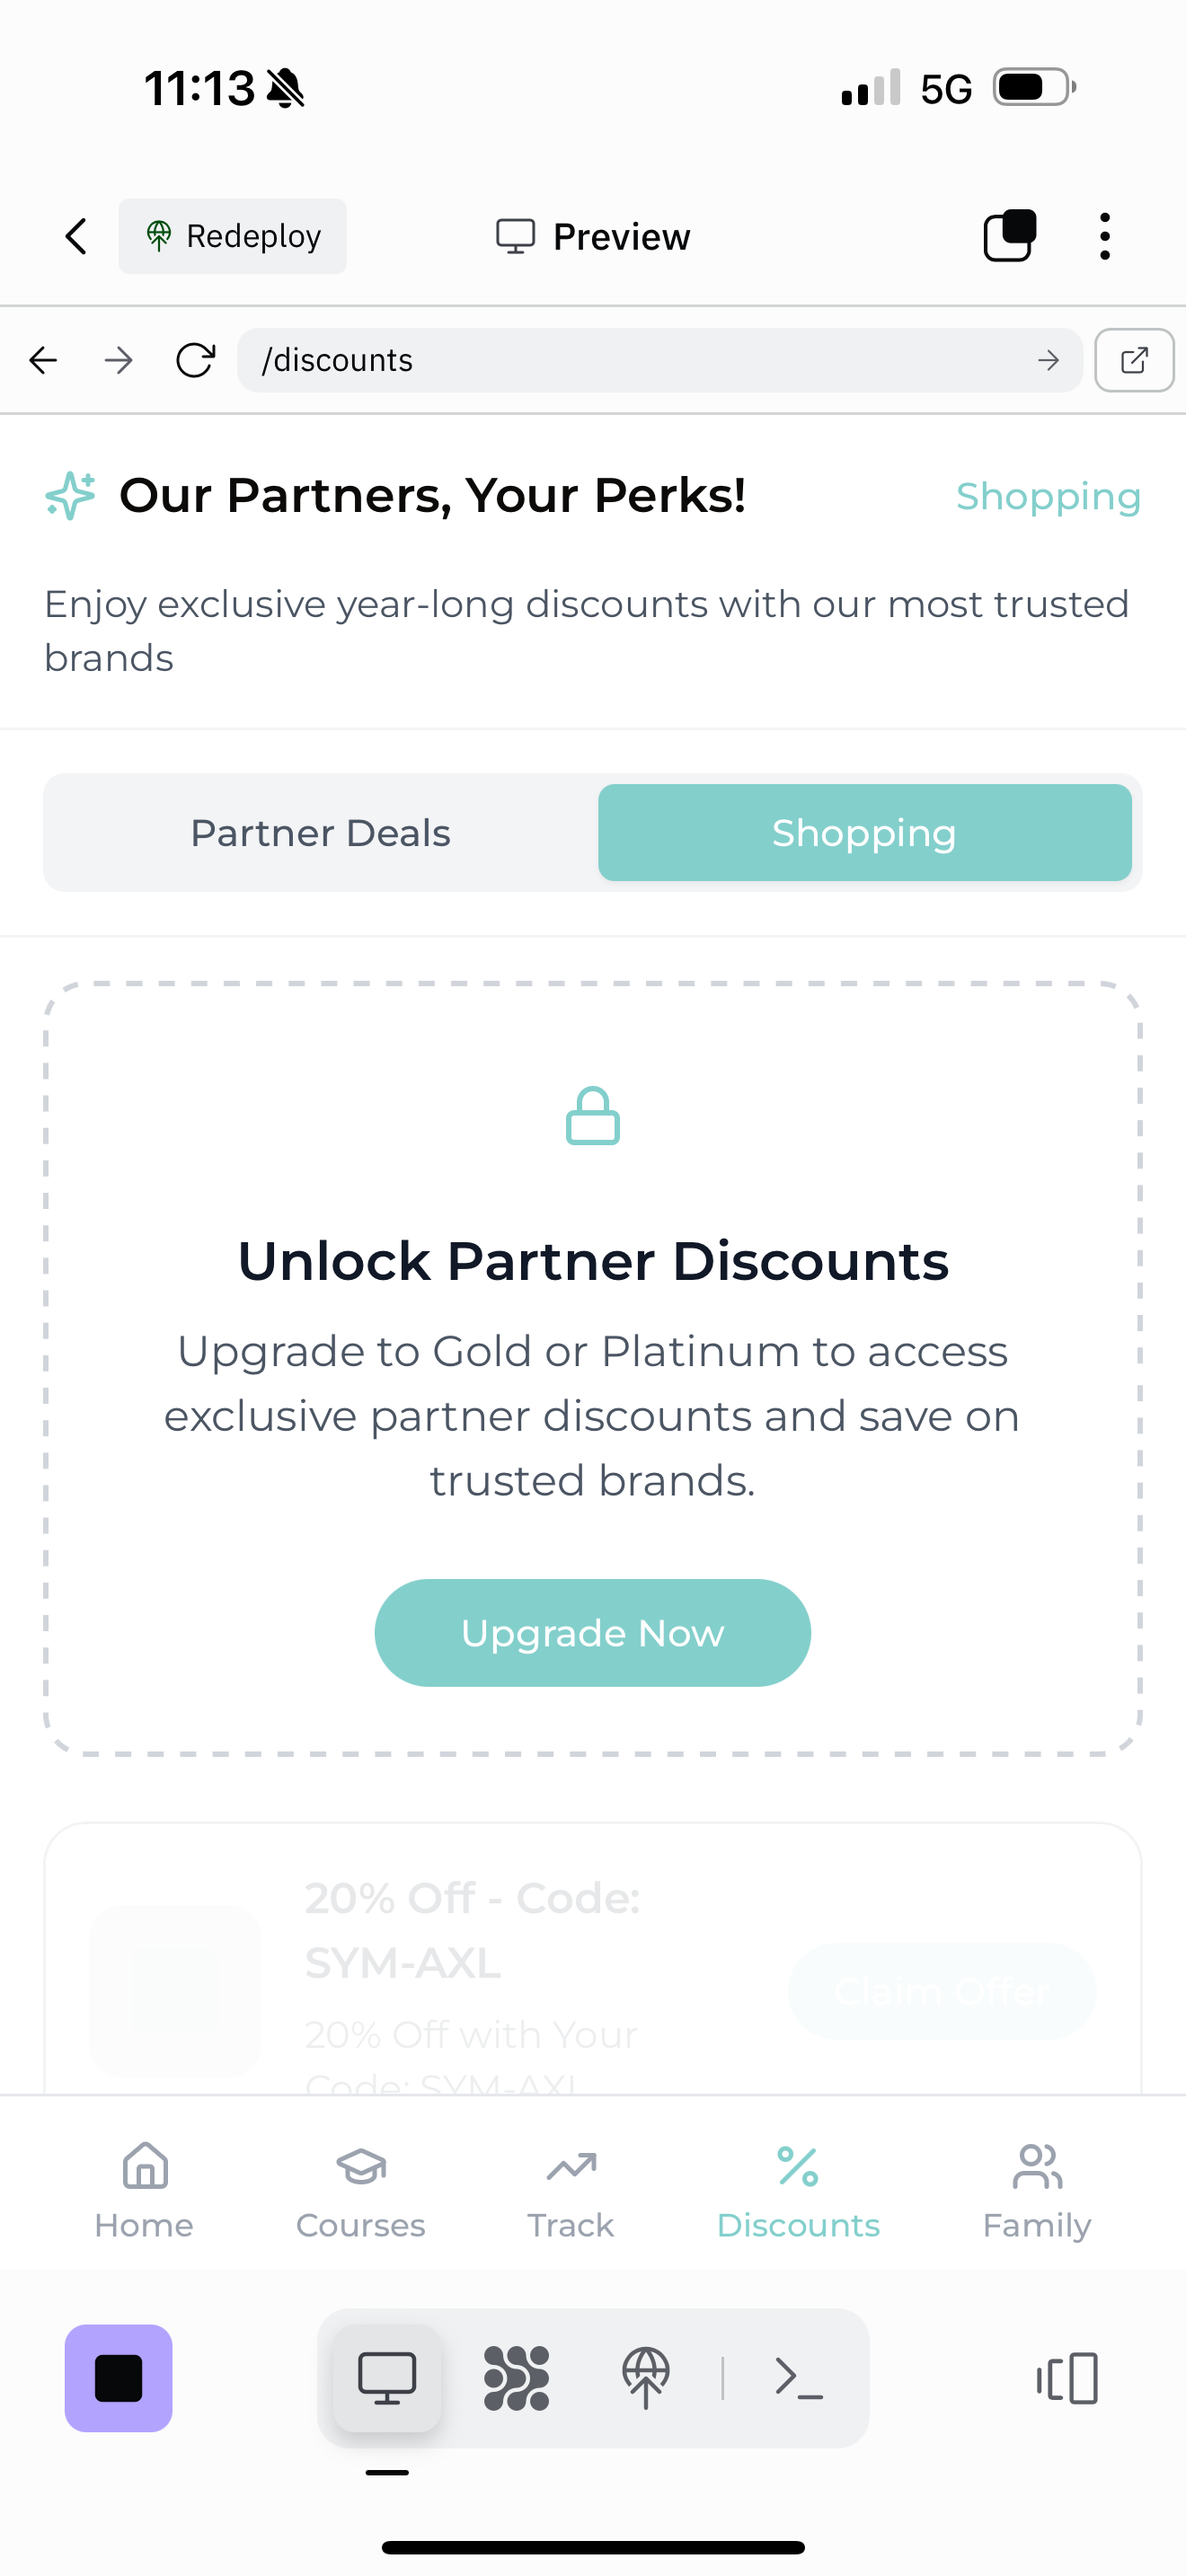 11:13
5G
Redeploy
Preview
/discounts
Our Partners, Your Perks!
Shopping
Enjoy exclusive year-long discounts with our most trusted
brands
Partner Deals
Shopping
Unlock Partner Discounts
Upgrade to Gold or Platinum to access
exclusive partner discounts and save on
trusted brands.
Upgrade Now
20% Off - Code:
SYM-AXL
Claim Offer
20% Off with Your
Code: SYM-AXL
Home
Courses
Track
Discounts
Family